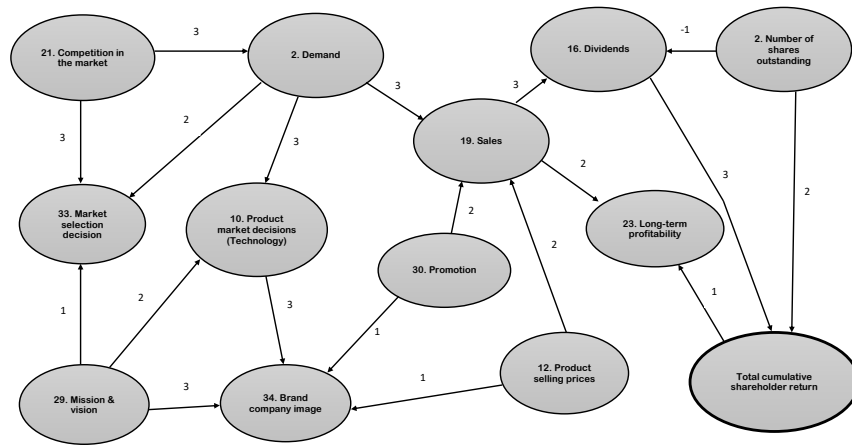 21. Competition in
the market
3
2. Demand
16. Dividends
-1
2. Number of
shares
outstanding
3
2
3
3
3
19. Sales
2
3
2
33. Market
selection
decision
10. Product
market decisions
(Technology)
2
23. Long-term
profitability
30. Promotion
2
1
2
3
1
1
29. Mission &
vision
3
34. Brand
company image
1
12. Product
selling prices
Total cumulative
shareholder return